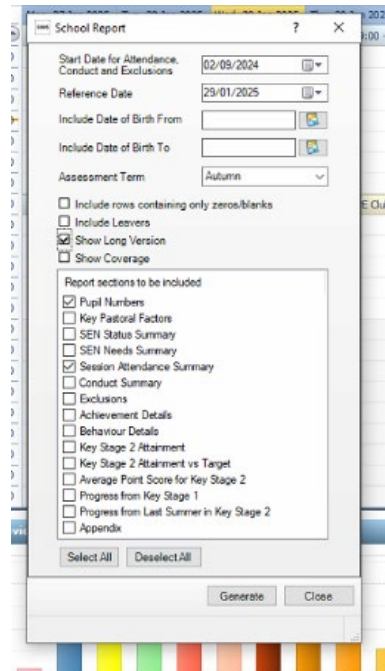 School Report
Start Date for Attendance,
Conduct and Exclusions
02/09/2024
Reference Date
29/01/2025
Include Date of Birth From
Include Date of Birth To
Assessment Term
Autumn
Include rows containing only zeros/blanks
Include Leavers
Show Long Version
Show Coverage
Report sections to be included
Pupil Numbers
Key Pastoral Factors
SEN Status Summary
SEN Needs Summary
Session Attendance Summary
Conduct Summary
Exclusions
Achievement Details
Behaviour Details
Key Stage 2 Attainment
Key Stage 2 Attainment vs Target
Average Point Score for Key Stage 2
Progress from Key Stage 1
Progress from Last Summer in Key Stage 2
Appendix
Select All Deselect All
Generate Close